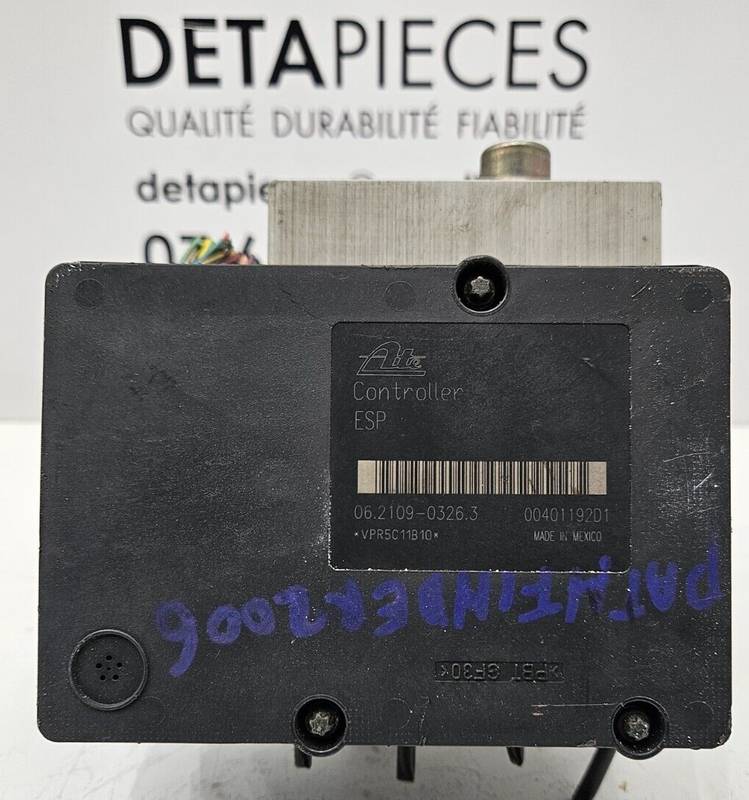 DETAPIECES
QUALITÉ DURABILITÉ FIABILITÉ
Ate
Controller
ESP
06.2109-0326.3 00401192D1
*VPR5C11B10* MADE IN MEXICO
PATHFINDER2006
>PBT GF30<